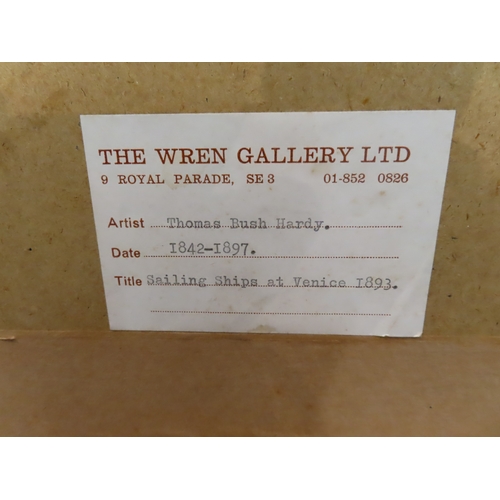 THE WREN GALLERY LTD
9 ROYAL PARADE, SE3 01-852 0826
Artist Thomas Bush Hardy.
Date 1842-1897.
Title Sailing Ships at Venice 1893.